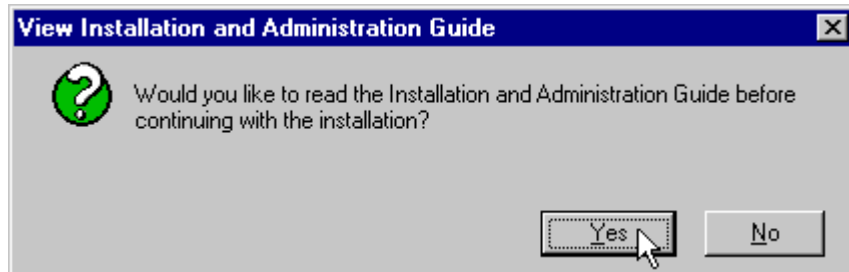 View Installation and Administration Guide
Would you like to read the Installation and Administration Guide before
continuing with the installation?
Yes No